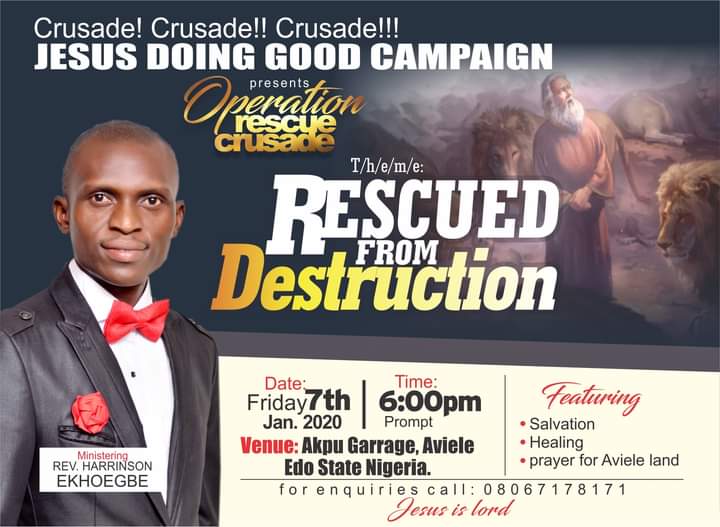 Crusade! Crusade!! Crusade!!!
JESUS DOING GOOD CAMPAIGN
presents
Operation
rescue
crusade
T/h/e/m/e:
RESCUED
FROM
Destruction
Date:
Friday 7th
Jan. 2020
Time:
6:00pm
Prompt
Venue: Akpu Garrage, Aviele
Edo State Nigeria.
Featuring
• Salvation
• Healing
• prayer for Aviele land
Ministering
REV. HARRINSON
EKHOEGBE
for enquiries call: 08067178171
Jesus is lord